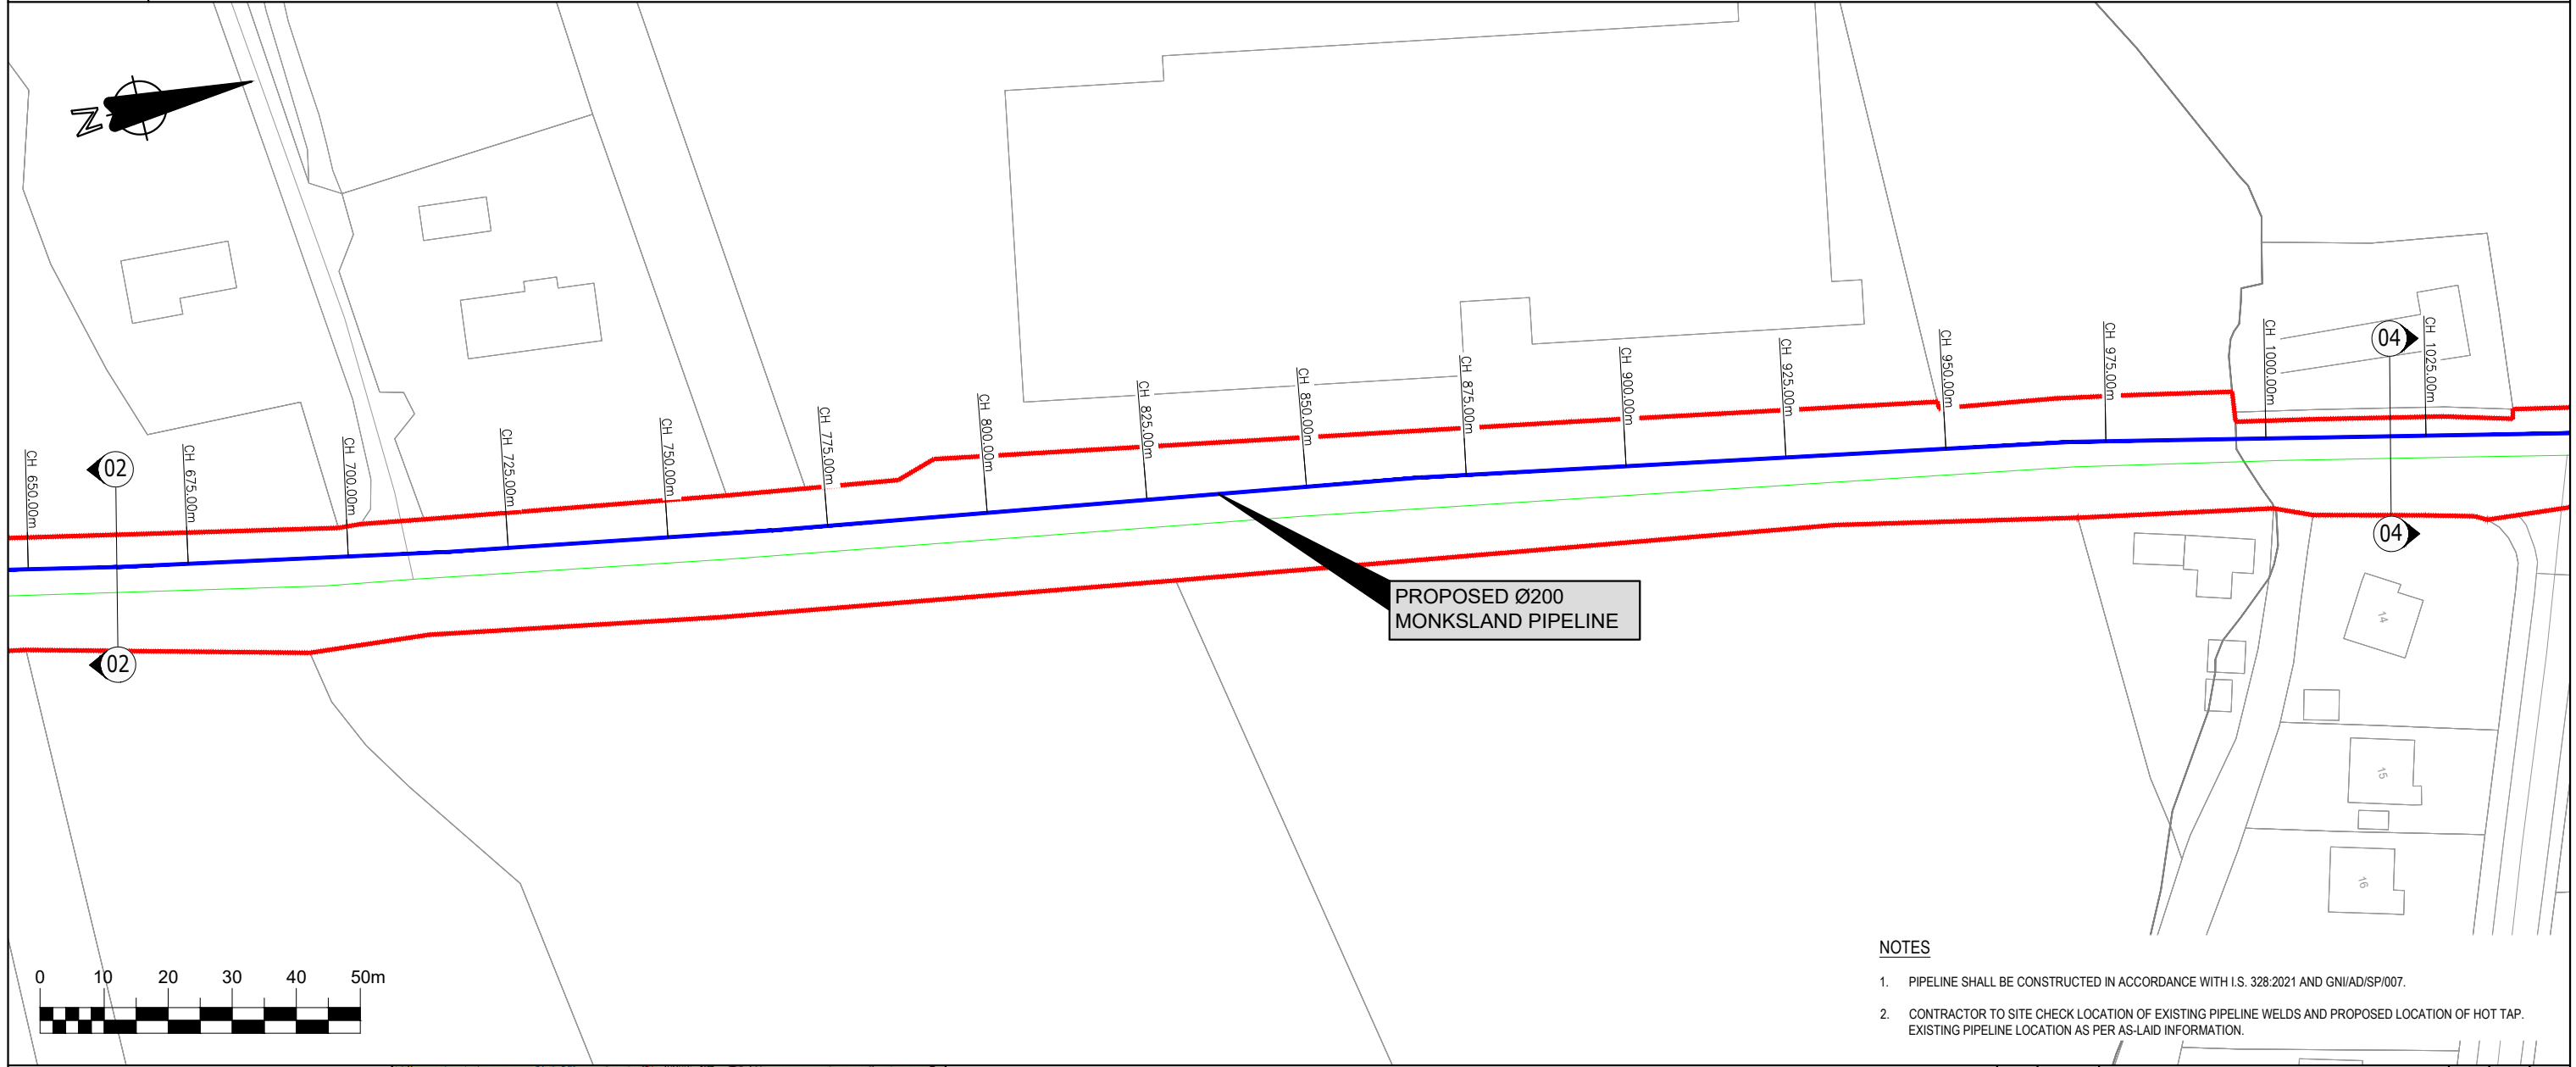 N
CH 650.00m
02
CH 675.00m
CH 700.00m
CH 725.00m
CH 750.00m
CH 775.00m
CH 800.00m
CH 825.00m
CH 850.00m
CH 875.00m
CH 900.00m
CH 925.00m
CH 950.00m
CH 975.00m
CH 1000.00m
04
CH 1025.00m
02
04
PROPOSED Ø200
MONKSLAND PIPELINE
14
15
16
0 10 20 30 40 50m
NOTES
1. PIPELINE SHALL BE CONSTRUCTED IN ACCORDANCE WITH I.S. 328:2021 AND GNI/AD/SP/007.
2. CONTRACTOR TO SITE CHECK LOCATION OF EXISTING PIPELINE WELDS AND PROPOSED LOCATION OF HOT TAP.
EXISTING PIPELINE LOCATION AS PER AS-LAID INFORMATION.